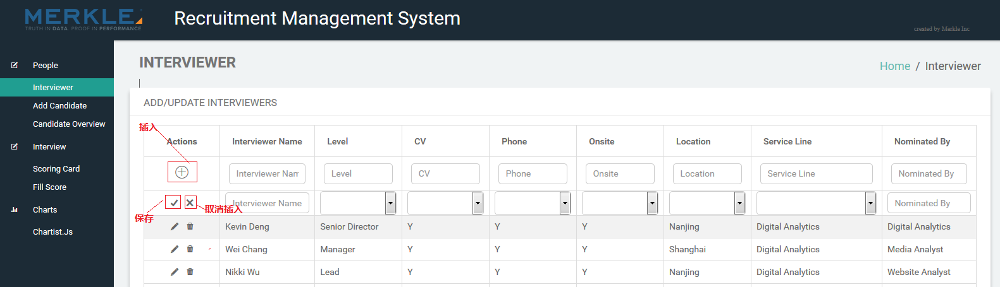 MERKLE
TRUTH IN DATA. PROOF IN PERFORMANCE.
Recruitment Management System
created by Merkle Inc
People
Interviewer
Add Candidate
Candidate Overview
Interview
Scoring Card
Fill Score
Charts
Chartist.Js
INTERVIEWER
Home / Interviewer
ADD/UPDATE INTERVIEWERS
插入
Actions Interviewer Name Level CV Phone Onsite Location Service Line Nominated By
Interviewer Nam Level CV Phone Onsite Location Service Line Nominated By
保存 取消插入 Interviewer Name Nominated By
Kevin Deng Senior Director Y Y Y Nanjing Digital Analytics Digital Analytics
Wei Chang Manager Y Y Y Shanghai Digital Analytics Media Analyst
Nikki Wu Lead Y Y Y Nanjing Digital Analytics Website Analyst